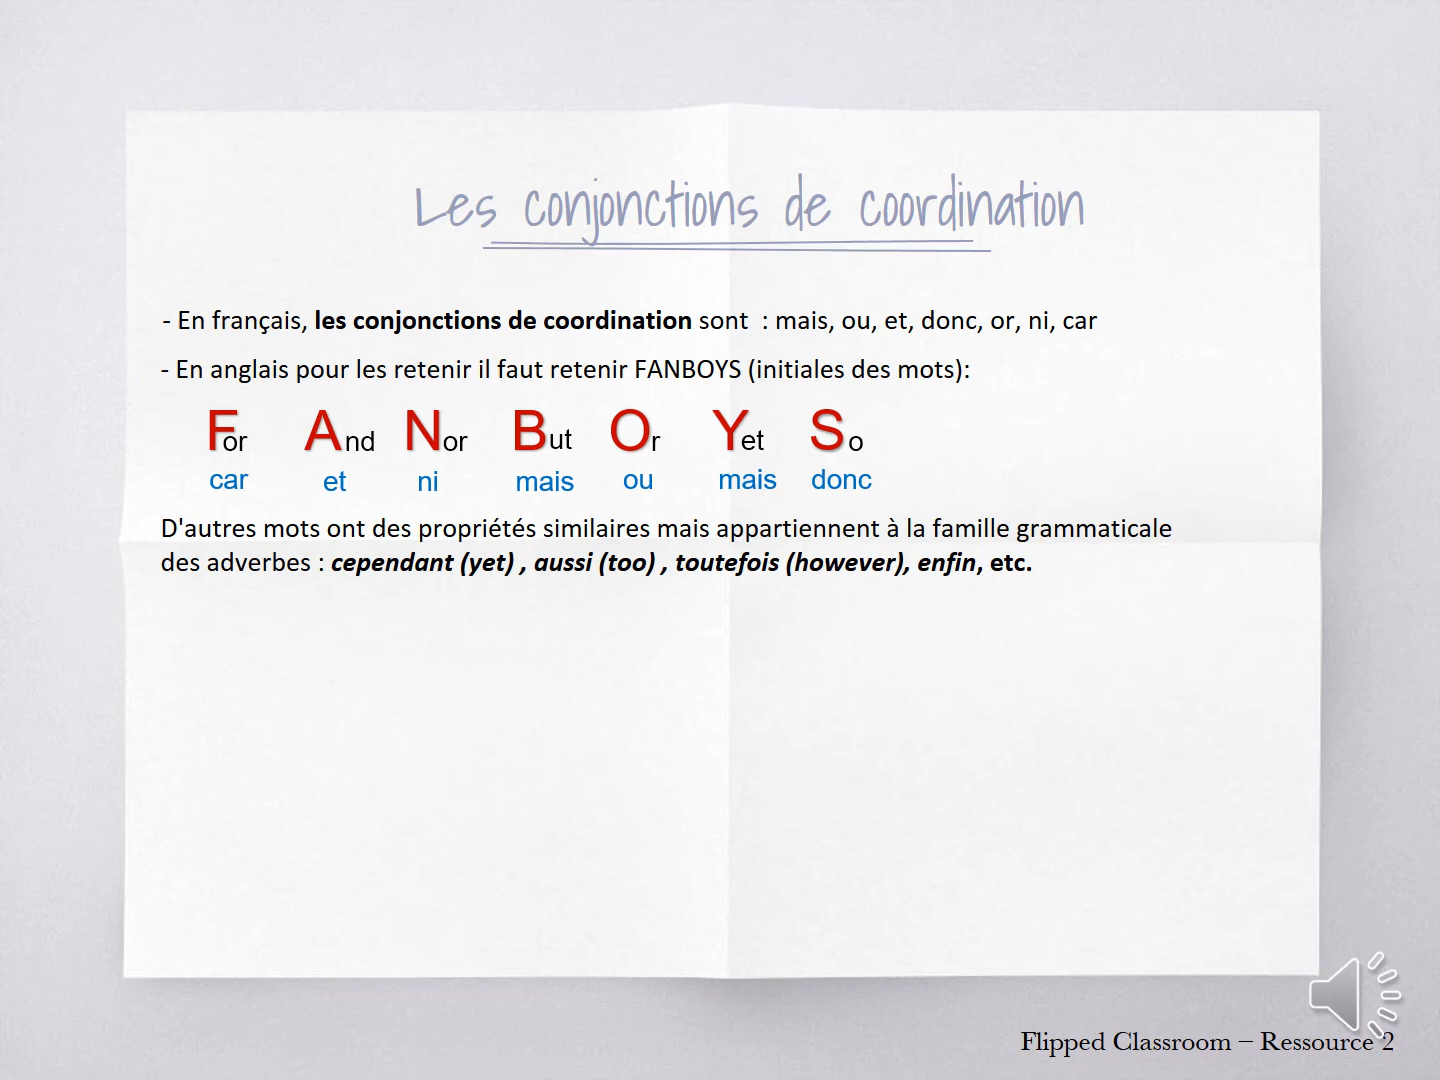 Les conjonctions de coordination
- En français, les conjonctions de coordination sont : mais, ou, et, donc, or, ni, car
- En anglais pour les retenir il faut retenir FANBOYS (initiales des mots):
For And Nor But Or Yet So
car et ni mais ou mais donc
D'autres mots ont des propriétés similaires mais appartiennent à la famille grammaticale
des adverbes : cependant (yet) , aussi (too) , toutefois (however), enfin, etc.
Flipped Classroom – Ressource 2